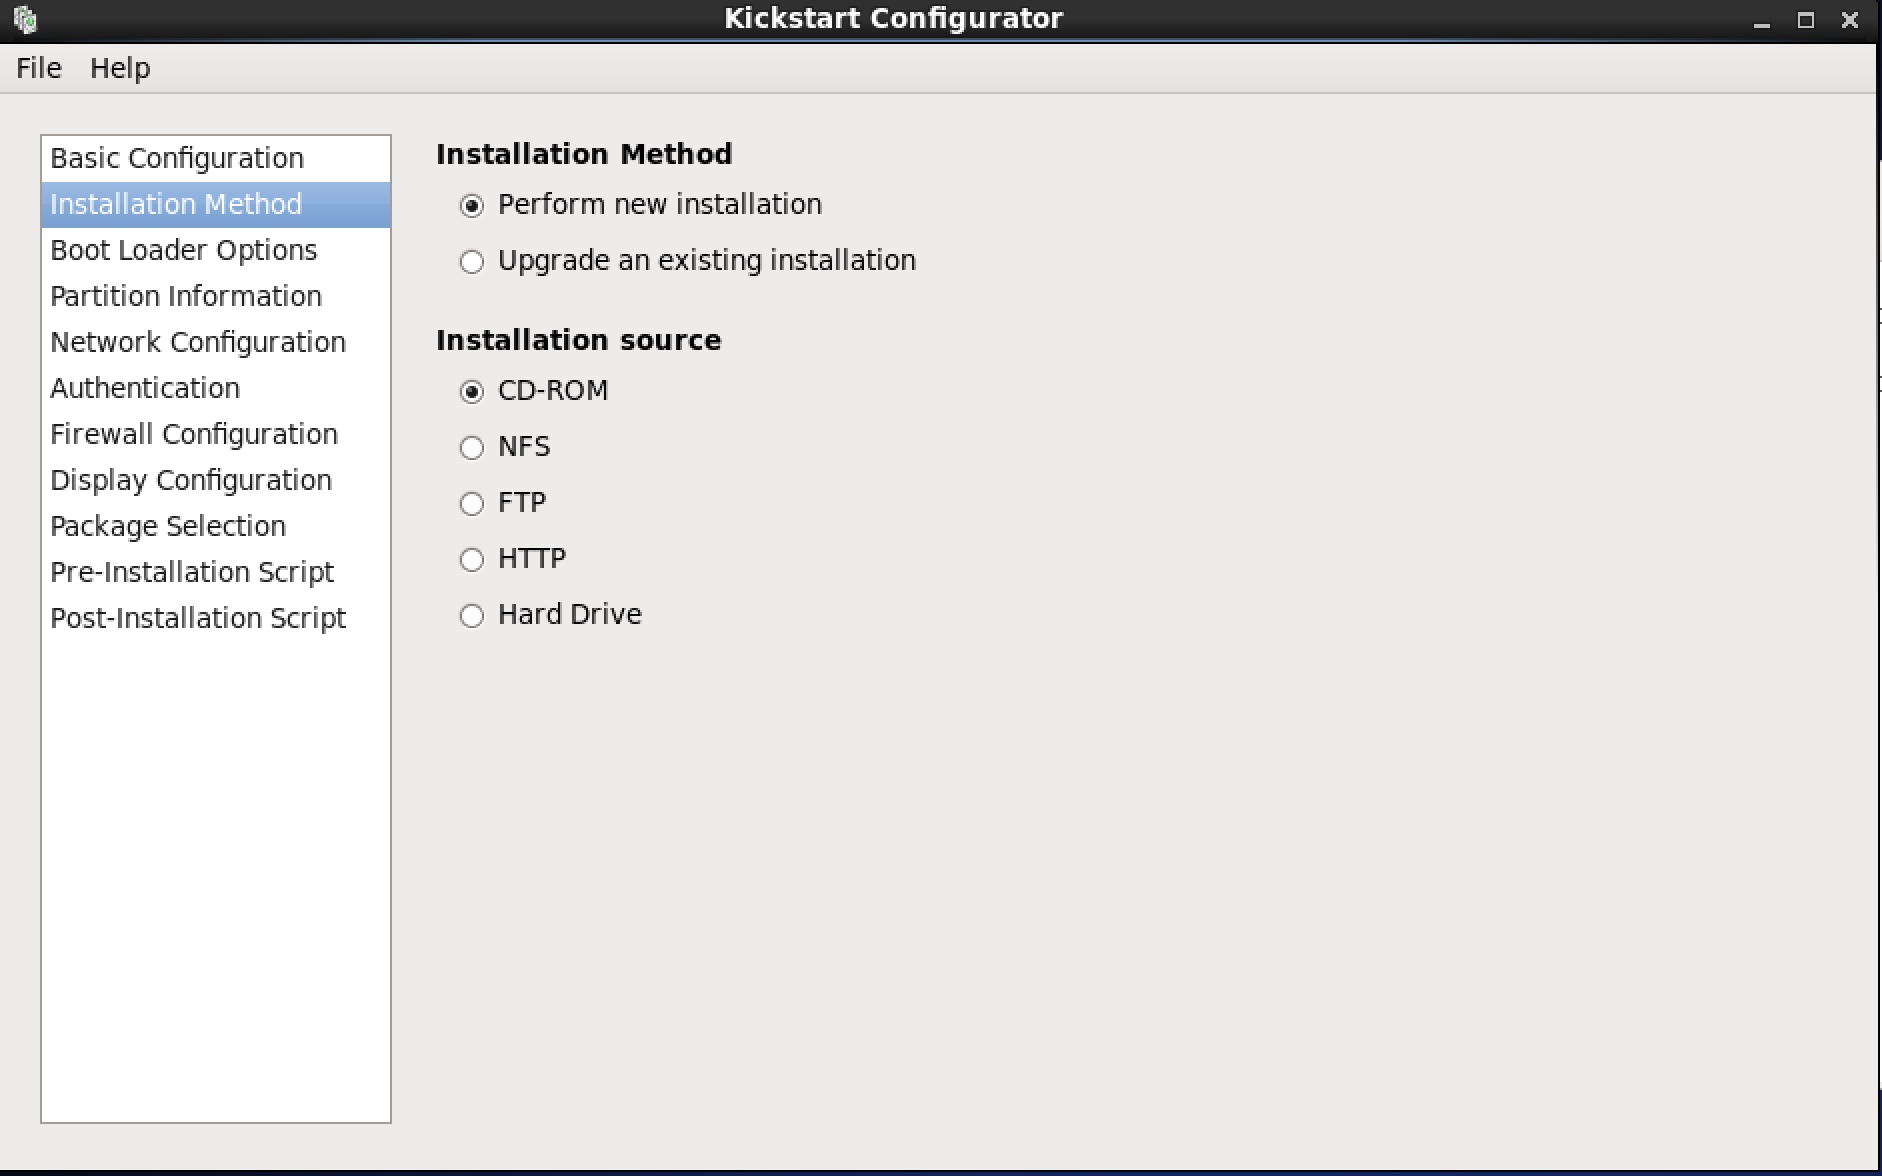 Kickstart Configurator
File Help
Basic Configuration
Installation Method
Boot Loader Options
Partition Information
Network Configuration
Authentication
Firewall Configuration
Display Configuration
Package Selection
Pre-Installation Script
Post-Installation Script
Installation Method
Perform new installation
Upgrade an existing installation
Installation source
CD-ROM
NFS
FTP
HTTP
Hard Drive